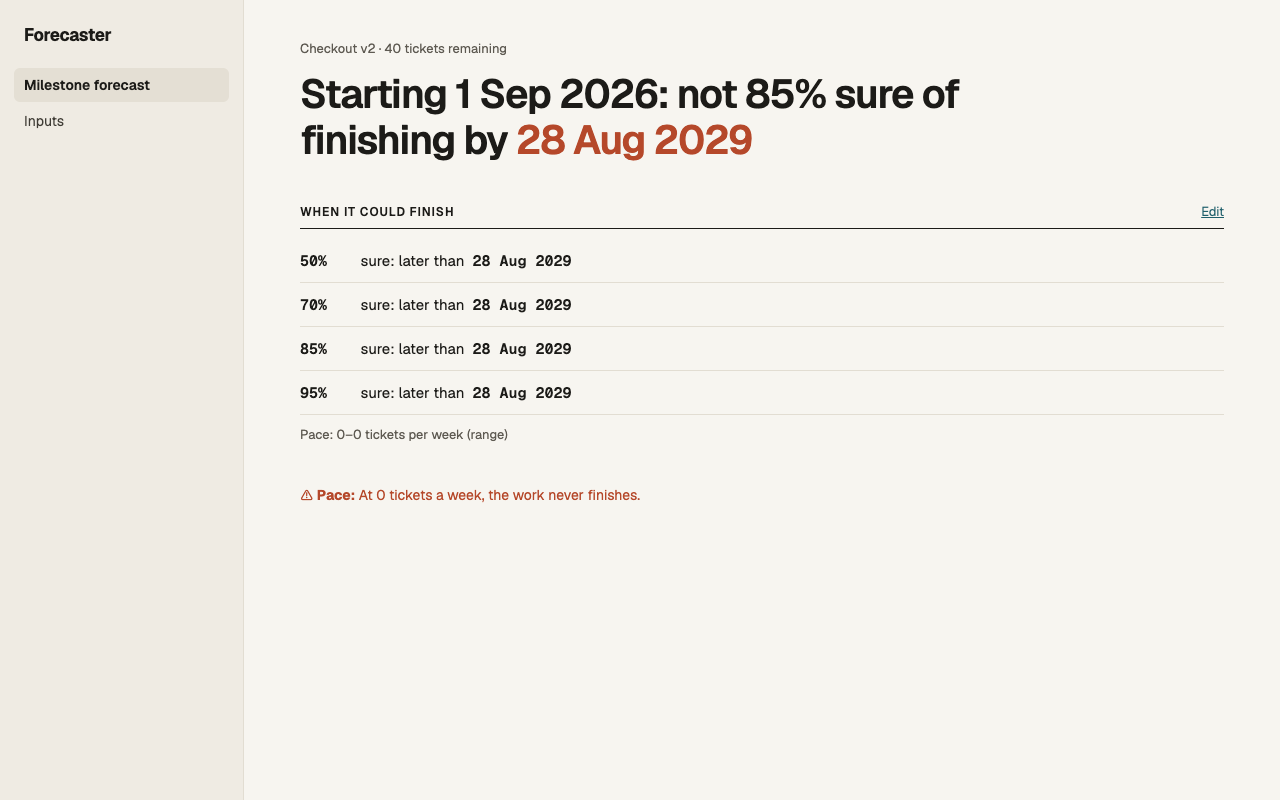 Forecaster
Milestone forecast
Inputs
Checkout v2 · 40 tickets remaining
Starting 1 Sep 2026: not 85% sure of
finishing by 28 Aug 2029
WHEN IT COULD FINISH
Edit
50% sure: later than 28 Aug 2029
70% sure: later than 28 Aug 2029
85% sure: later than 28 Aug 2029
95% sure: later than 28 Aug 2029
Pace: 0–0 tickets per week (range)
⚠ Pace: At 0 tickets a week, the work never finishes.